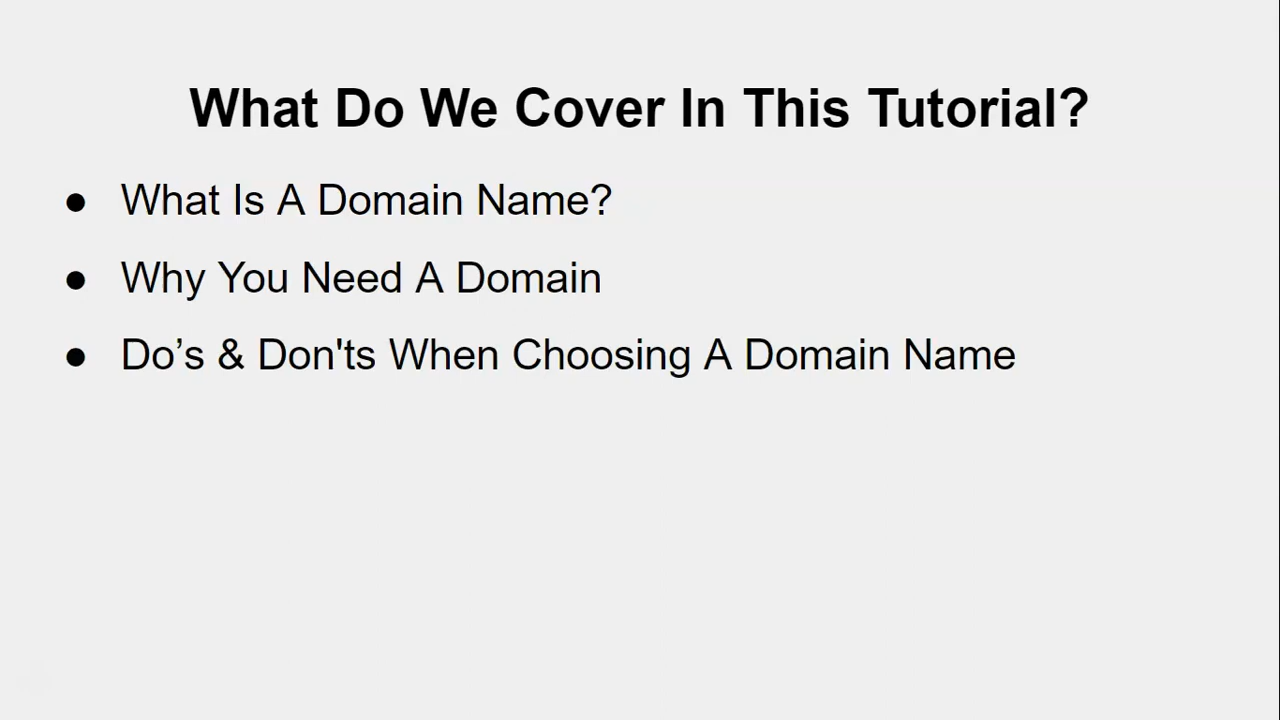 What Do We Cover In This Tutorial?
● What Is A Domain Name?
● Why You Need A Domain
● Do’s & Don'ts When Choosing A Domain Name